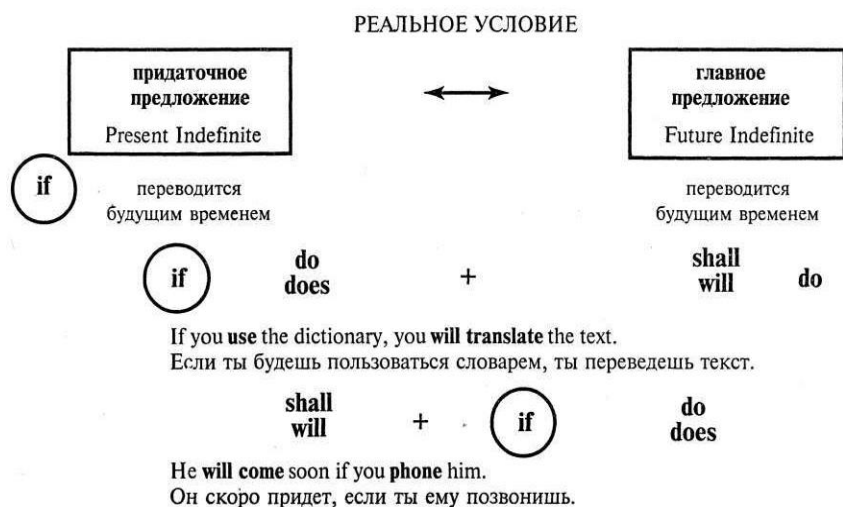 РЕАЛЬНОЕ УСЛОВИЕ
придаточное
предложение
Present Indefinite
главное
предложение
Future Indefinite
if
переводится
будущим временем
переводится
будущим временем
if
do
does
+
shall
will
do
If you use the dictionary, you will translate the text.
Если ты будешь пользоваться словарем, ты переведешь текст.
shall
will
+
if
do
does
He will come soon if you phone him.
Он скоро придет, если ты ему позвонишь.